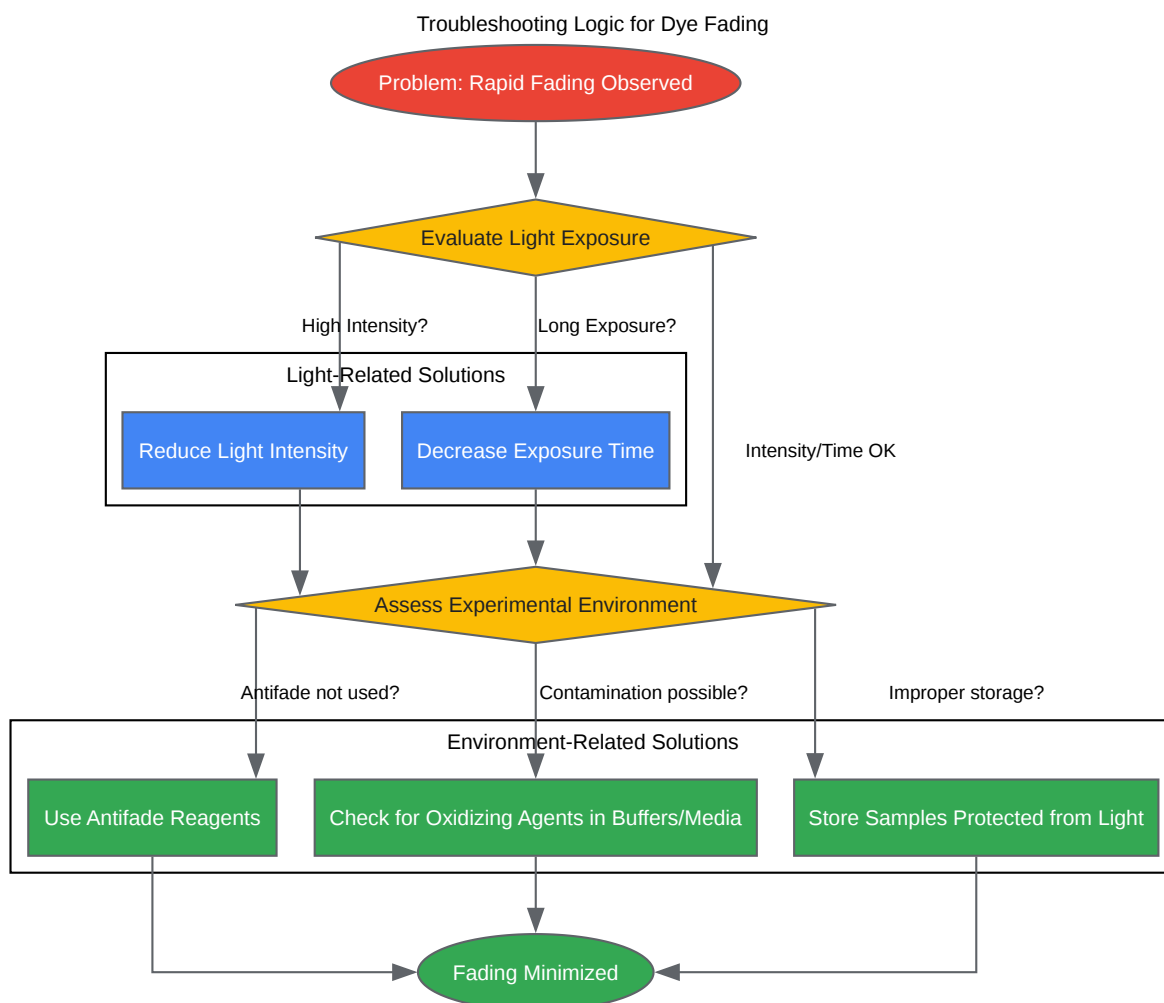 Troubleshooting Logic for Dye Fading
Problem: Rapid Fading Observed
Evaluate Light Exposure
High Intensity?
Long Exposure?
Light-Related Solutions
Reduce Light Intensity
Decrease Exposure Time
Intensity/Time OK
Assess Experimental Environment
Antifade not used?
Contamination possible?
Improper storage?
Environment-Related Solutions
Use Antifade Reagents
Check for Oxidizing Agents in Buffers/Media
Store Samples Protected from Light
Fading Minimized